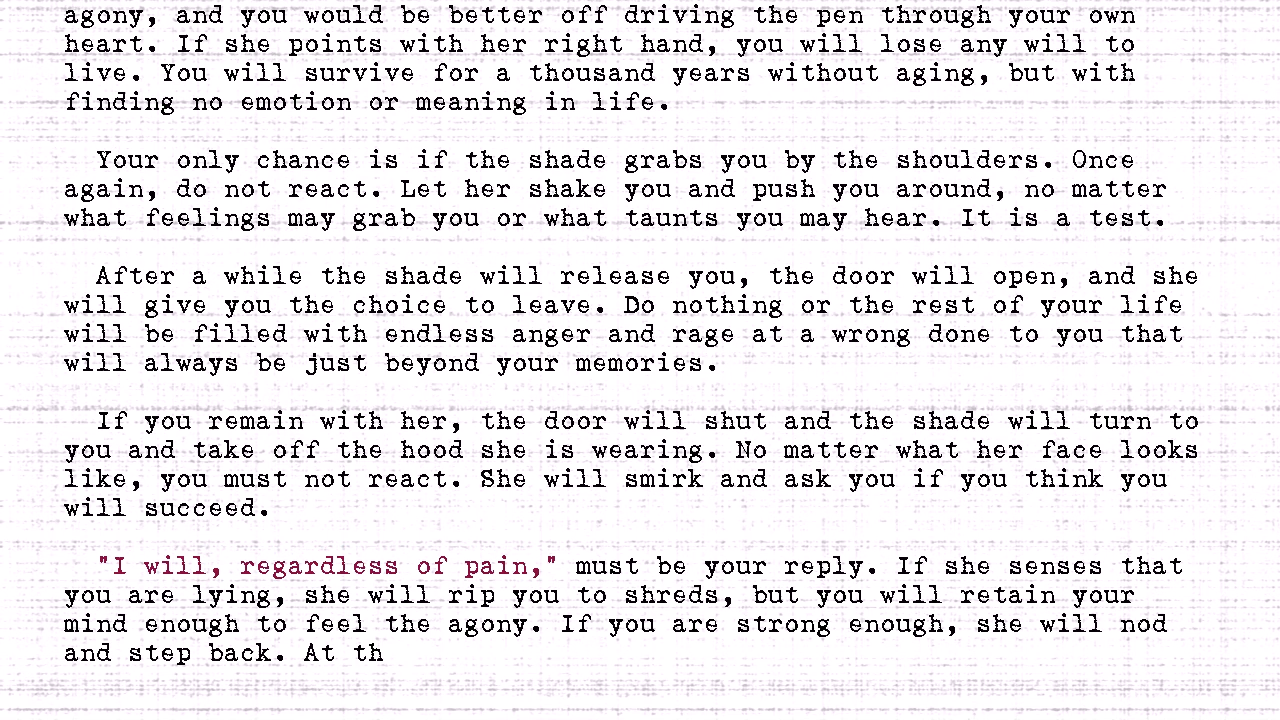 agony, and you would be better off driving the pen through your own
heart. If she points with her right hand, you will lose any will to
live. You will survive for a thousand years without aging, but with
finding no emotion or meaning in life.
Your only chance is if the shade grabs you by the shoulders. Once
again, do not react. Let her shake you and push you around, no matter
what feelings may grab you or what taunts you may hear. It is a test.
After a while the shade will release you, the door will open, and she
will give you the choice to leave. Do nothing or the rest of your life
will be filled with endless anger and rage at a wrong done to you that
will always be just beyond your memories.
If you remain with her, the door will shut and the shade will turn to
you and take off the hood she is wearing. No matter what her face looks
like, you must not react. She will smirk and ask you if you think you
will succeed.
"I will, regardless of pain," must be your reply. If she senses that
you are lying, she will rip you to shreds, but you will retain your
mind enough to feel the agony. If you are strong enough, she will nod
and step back. At th